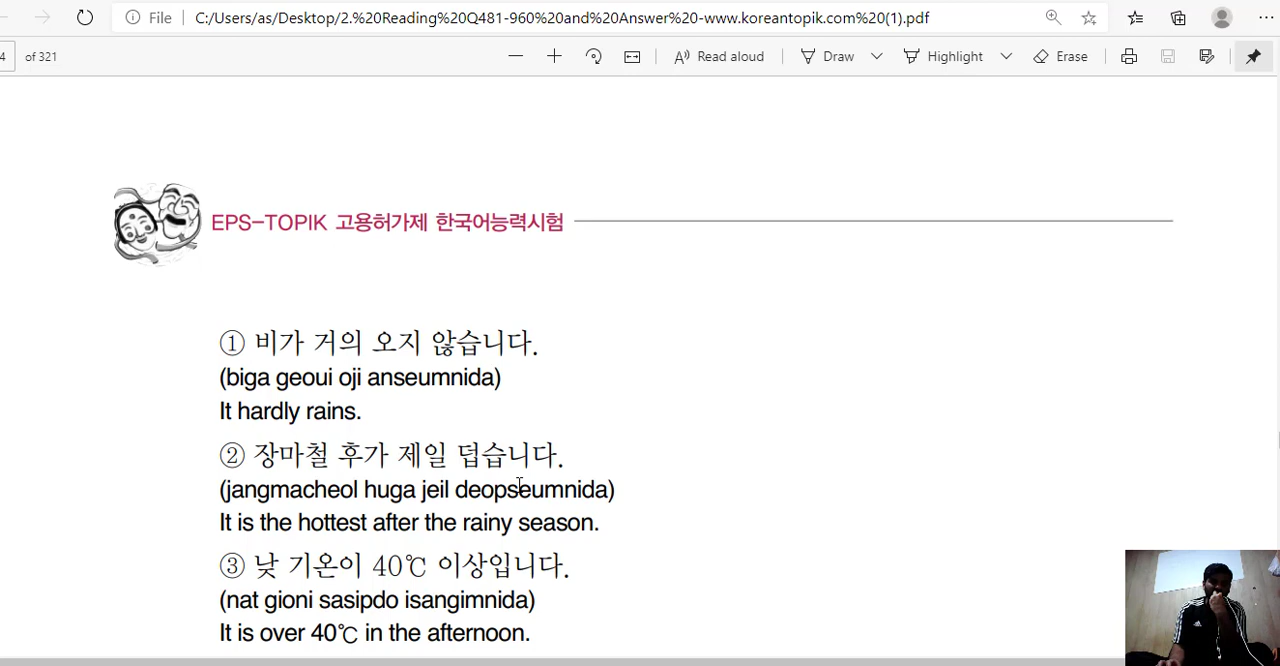 File C:/Users/as/Desktop/2.%20Reading%20Q481-960%20and%20Answer%20-www.koreantopik.com%20(1).pdf
4 of 321 Read aloud Draw Highlight Erase
EPS-TOPIK 고용허가제 한국어능력시험
① 비가 거의 오지 않습니다.
(biga geoui oji anseumnida)
It hardly rains.
② 장마철 후가 제일 덥습니다.
(jangmacheol huga jeil deopseumnida)
It is the hottest after the rainy season.
③ 낮 기온이 40℃ 이상입니다.
(nat gioni sasipdo isangimnida)
It is over 40℃ in the afternoon.